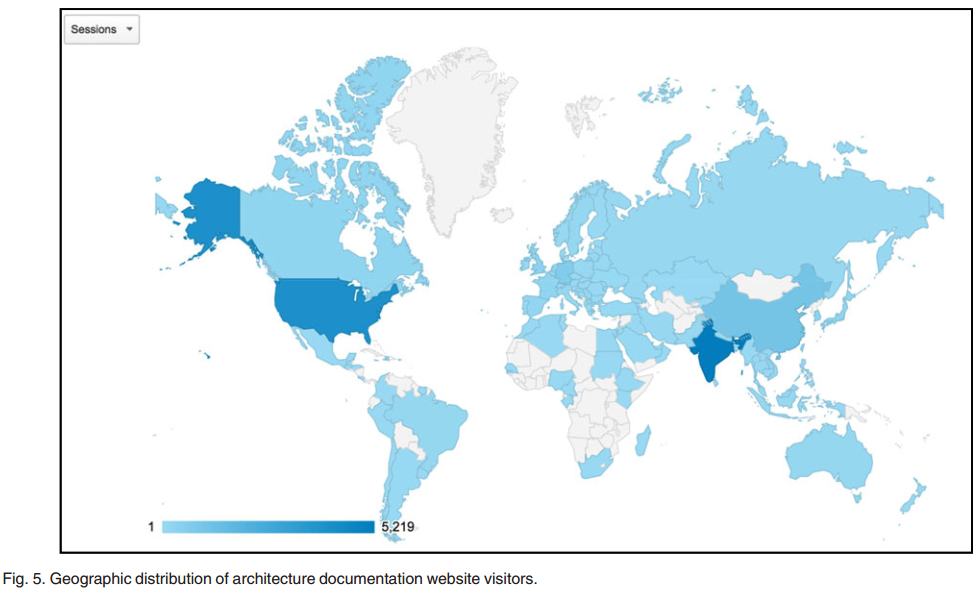 Sessions
1
5,219
Fig. 5. Geographic distribution of architecture documentation website visitors.